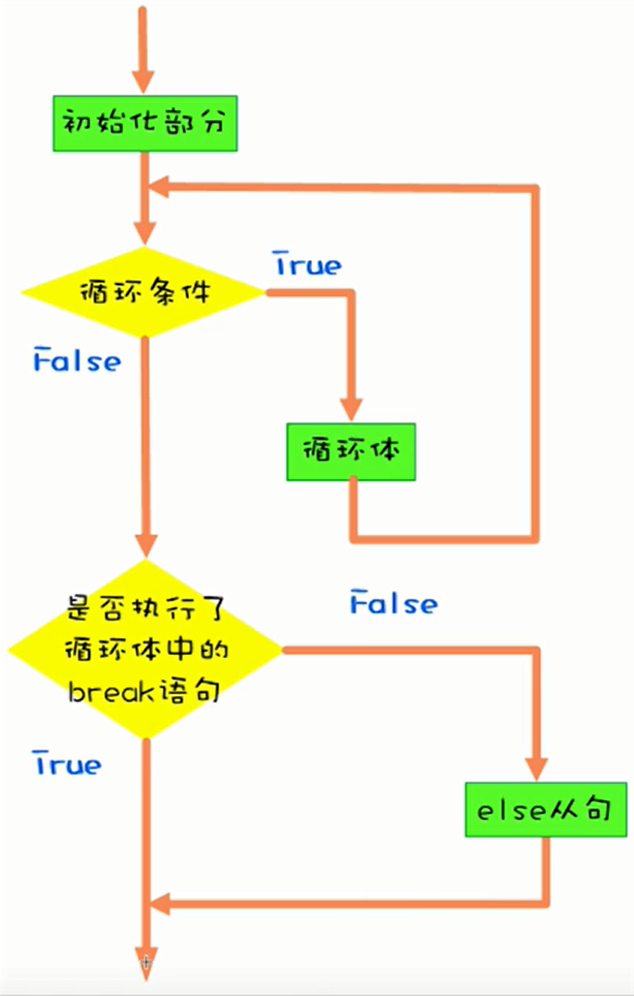 初始化部分
True
循环条件
False
循环体
是否执行了
循环体中的
break语句
False
True
else从句